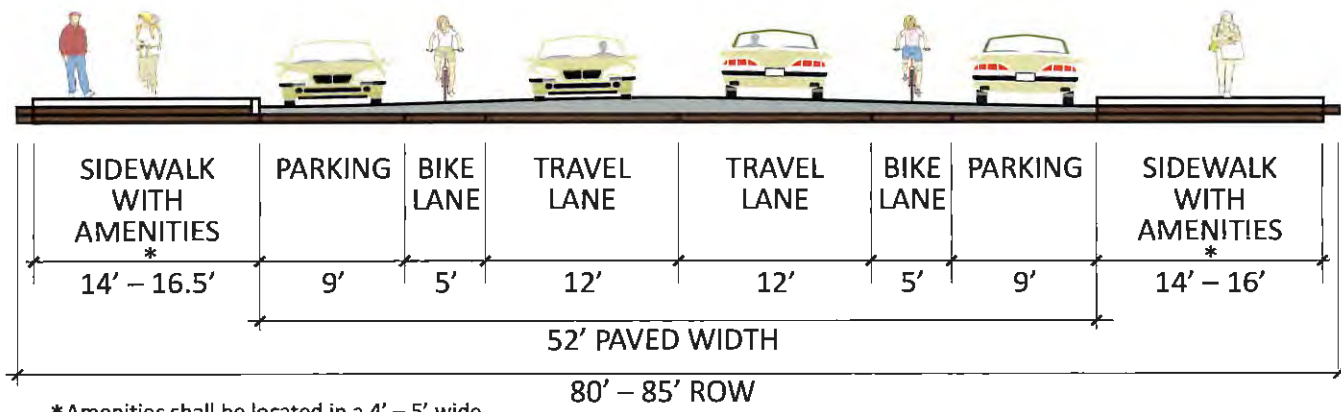 SIDEWALK WITH AMENITIES *
PARKING
BIKE LANE
TRAVEL LANE
TRAVEL LANE
BIKE LANE
PARKING
SIDEWALK WITH AMENITIES *
14’ – 16.5’
9’
5’
12’
12’
5’
9’
14’ – 16’
52’ PAVED WIDTH
80’ – 85’ ROW
*Amenities shall be located in a 4’ – 5’ wide